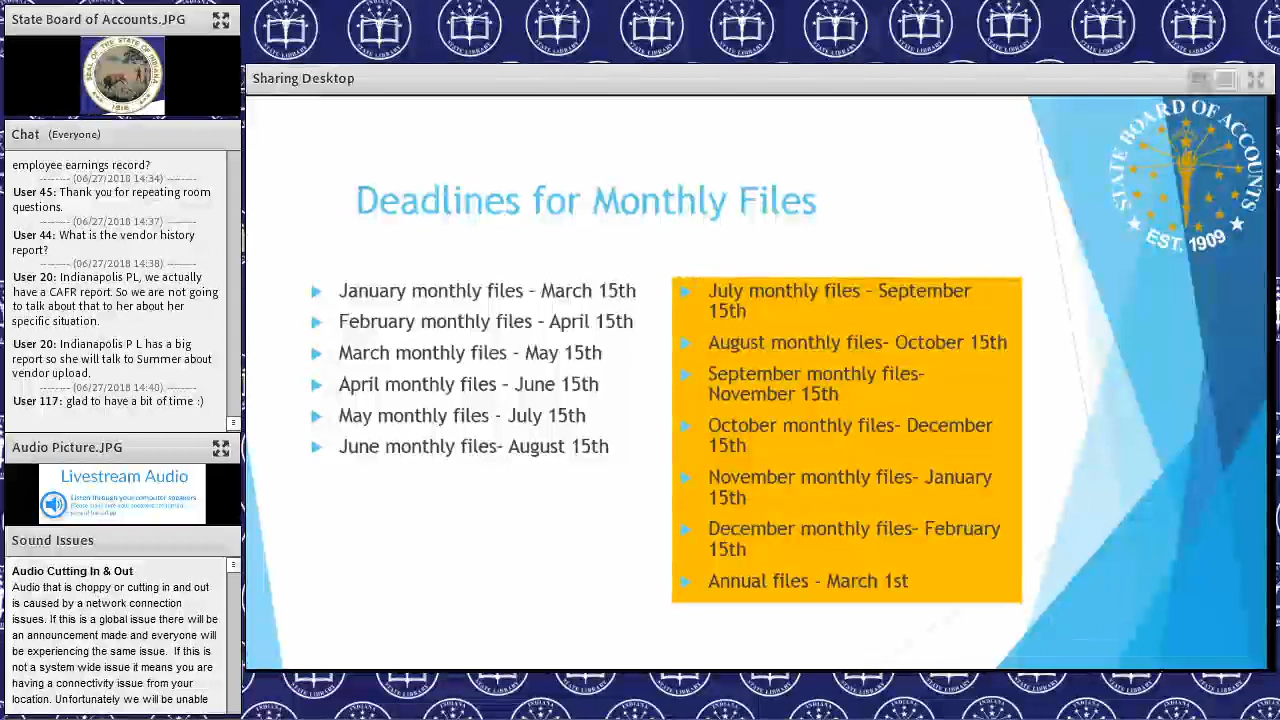 State Board of Accounts.JPG
Chat (Everyone)
employee earnings record?
-------- (06/27/2018 14:34) --------
User 45: Thank you for repeating room
questions.
-------- (06/27/2018 14:37) --------
User 44: What is the vendor history
report?
-------- (06/27/2018 14:38) --------
User 20: Indianapolis PL, we actually
have a CAFR report. So we are not going
to talk about that to her about her
specific situation.
User 20: Indianapolis P L has a big
report so she will talk to Summer about
vendor upload.
-------- (06/27/2018 14:40) --------
User 117: glad to have a bit of time :)
Audio Picture.JPG
Livestream Audio
Listen through your computer speakers
Sound Issues
Audio Cutting In & Out
Audio that is choppy or cutting in and out
is caused by a network connection
issues. If this is a global issue there will be
an announcement made and everyone will
be experiencing the same issue. If this is
not a system wide issue it means you are
having a connectivity issue from your
location. Unfortunately we will be unable
Sharing Desktop
STATE BOARD OF ACCOUNTS
EST. 1909
Deadlines for Monthly Files
January monthly files - March 15th
February monthly files - April 15th
March monthly files - May 15th
April monthly files - June 15th
May monthly files - July 15th
June monthly files- August 15th
July monthly files - September
15th
August monthly files- October 15th
September monthly files-
November 15th
October monthly files- December
15th
November monthly files- January
15th
December monthly files- February
15th
Annual files - March 1st